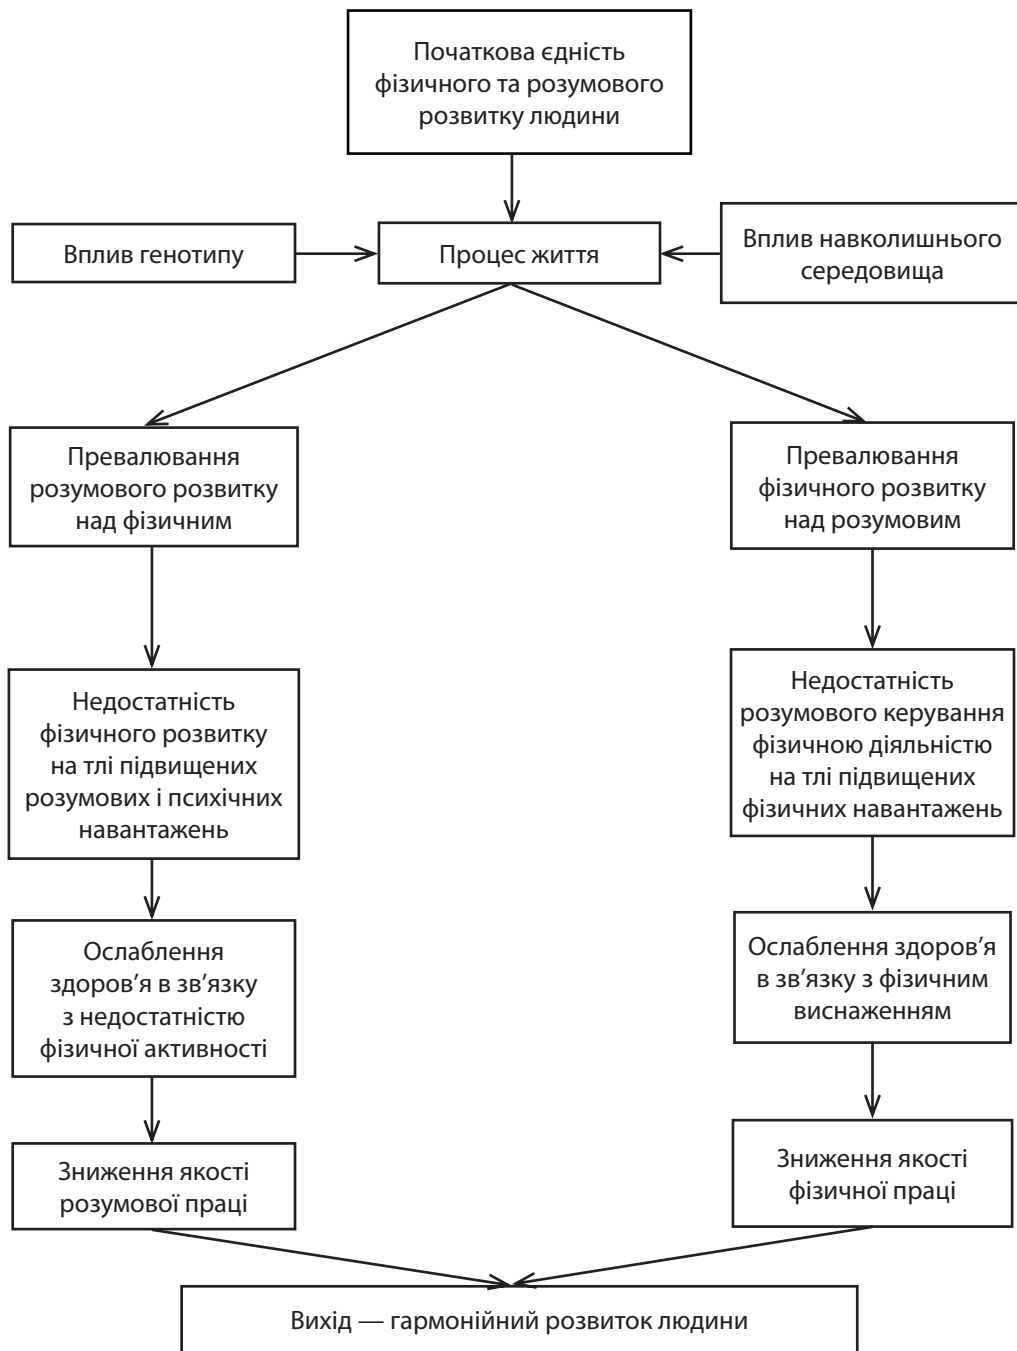 Початкова єдність
фізичного та розумового
розвитку людини
Вплив генотипу
Процес життя
Вплив навколишнього
середовища
Превалювання
розумового розвитку
над фізичним
Превалювання
фізичного розвитку
над розумовим
Недостатність
фізичного розвитку
на тлі підвищених
розумових і психічних
навантажень
Недостатність
розумового керування
фізичною діяльністю
на тлі підвищених
фізичних навантажень
Ослаблення
здоров’я в зв’язку
з недостатністю
фізичної активності
Ослаблення здоров’я
в зв’язку з фізичним
виснаженням
Зниження якості
розумової праці
Зниження якості
фізичної праці
Вихід — гармонійний розвиток людини